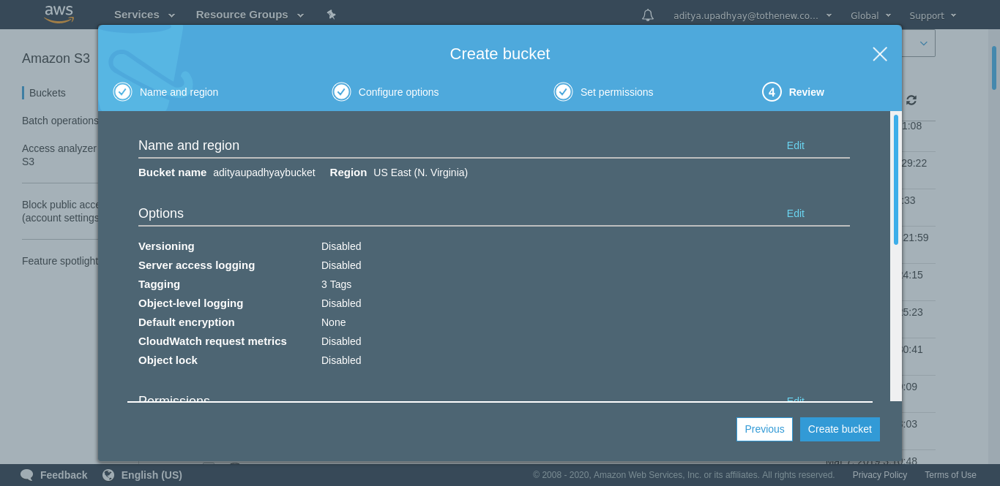 aws Services Resource Groups aditya.upadhyay@tothenew.co... Global Support
Amazon S3
Buckets
Batch operations
Access analyzer
S3
Block public acce
(account settings
Feature spotlight
Create bucket
Name and region Configure options Set permissions 4 Review
Name and region Edit
Bucket name adityaupadhyaybucket Region US East (N. Virginia)
Options Edit
Versioning Disabled
Server access logging Disabled
Tagging 3 Tags
Object-level logging Disabled
Default encryption None
CloudWatch request metrics Disabled
Object lock Disabled
Permissions Edit
Previous Create bucket
1:08
29:22
:33
21:59
4:15
5:23
0:41
:09
:03
Feedback English (US) © 2008 - 2020, Amazon Web Services, Inc. or its affiliates. All rights reserved. Privacy Policy Terms of Use